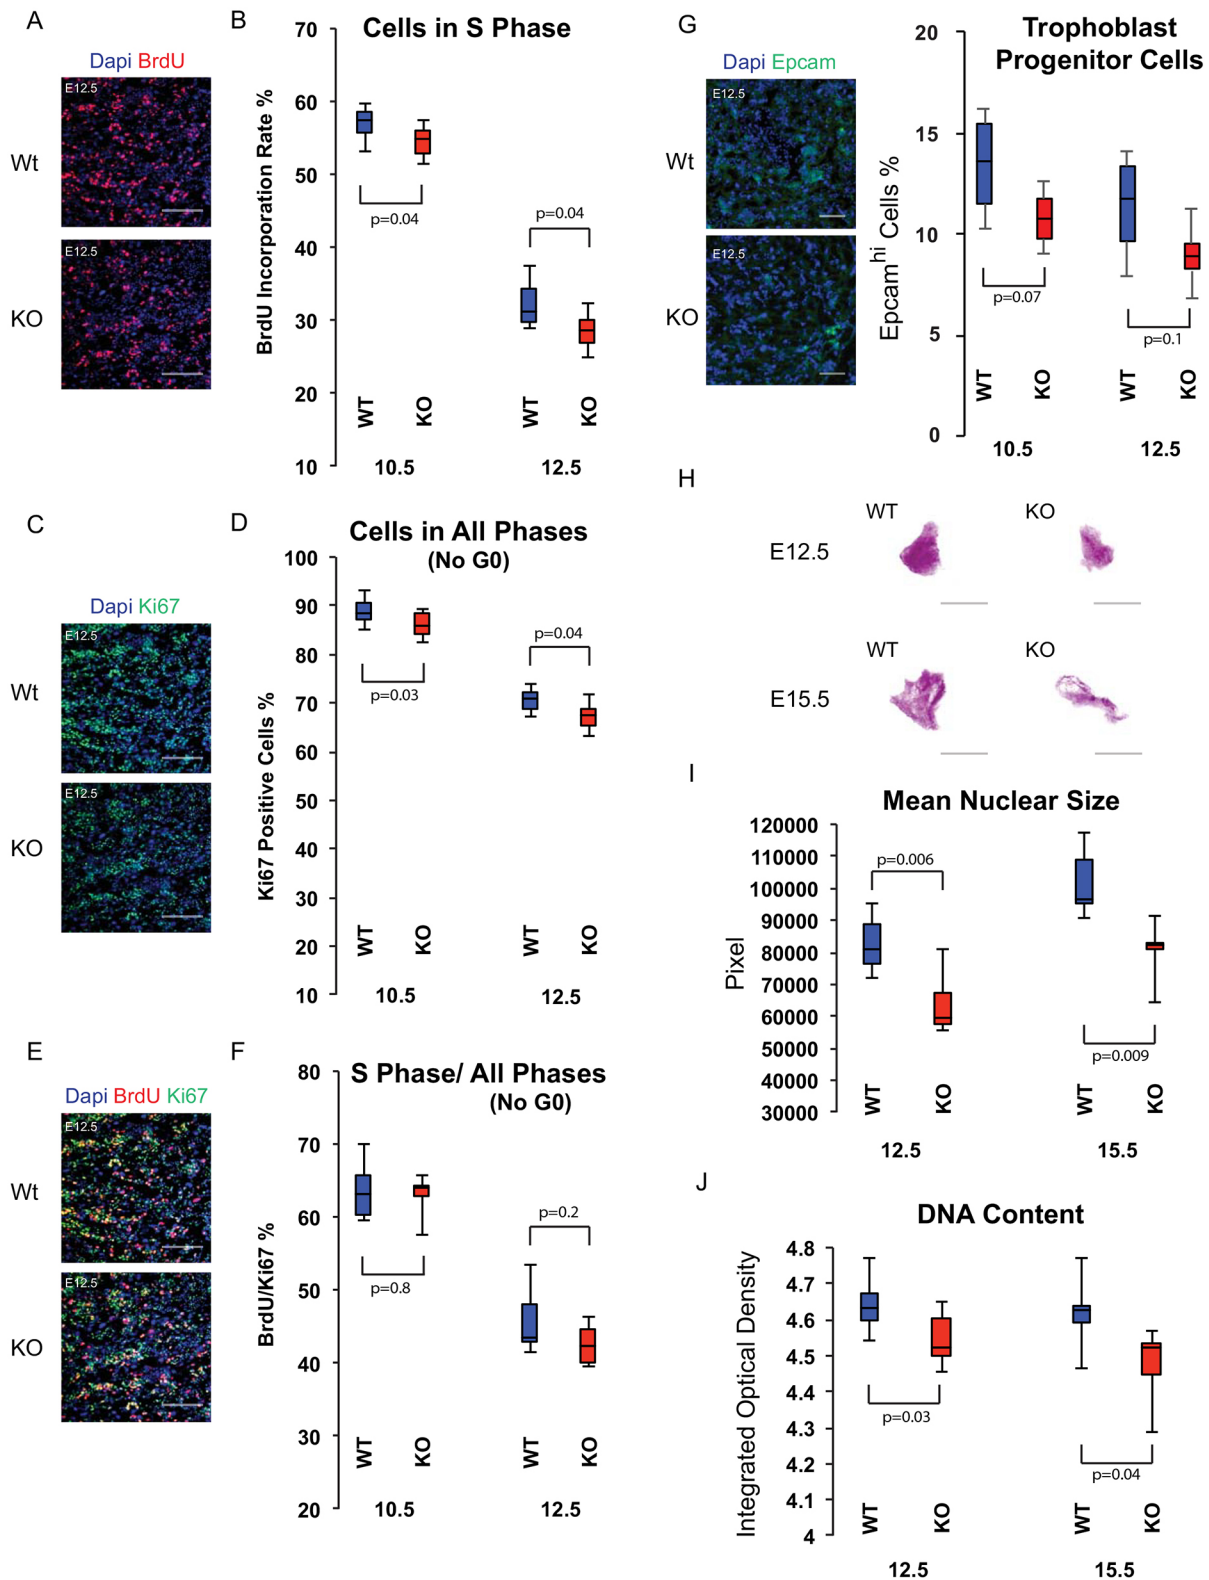 A
Dapi BrdU
E12.5
Wt
E12.5
KO
B
Cells in S Phase
BrdU Incorporation Rate %
70
60
50
40
30
20
10
p=0.04
p=0.04
WT
KO
WT
KO
10.5
12.5
C
Dapi Ki67
E12.5
Wt
E12.5
KO
D
Cells in All Phases
(No G0)
Ki67 Positive Cells %
100
90
80
70
60
50
40
30
20
10
p=0.03
p=0.04
WT
KO
WT
KO
10.5
12.5
E
Dapi BrdU Ki67
E12.5
Wt
E12.5
KO
F
S Phase/ All Phases
(No G0)
BrdU/Ki67 %
80
70
60
50
40
30
20
p=0.8
p=0.2
WT
KO
WT
KO
10.5
12.5
G
Dapi Epcam
E12.5
Wt
E12.5
KO
Trophoblast
Progenitor Cells
Epcamhi Cells %
20
15
10
5
0
p=0.07
p=0.1
WT
KO
WT
KO
10.5
12.5
H
WT
KO
E12.5
WT
KO
E15.5
I
Mean Nuclear Size
Pixel
120000
110000
100000
90000
80000
70000
60000
50000
40000
30000
p=0.006
p=0.009
WT
KO
WT
KO
12.5
15.5
J
DNA Content
Integrated Optical Density
4.8
4.7
4.6
4.5
4.4
4.3
4.2
4.1
4
p=0.03
p=0.04
WT
KO
WT
KO
12.5
15.5